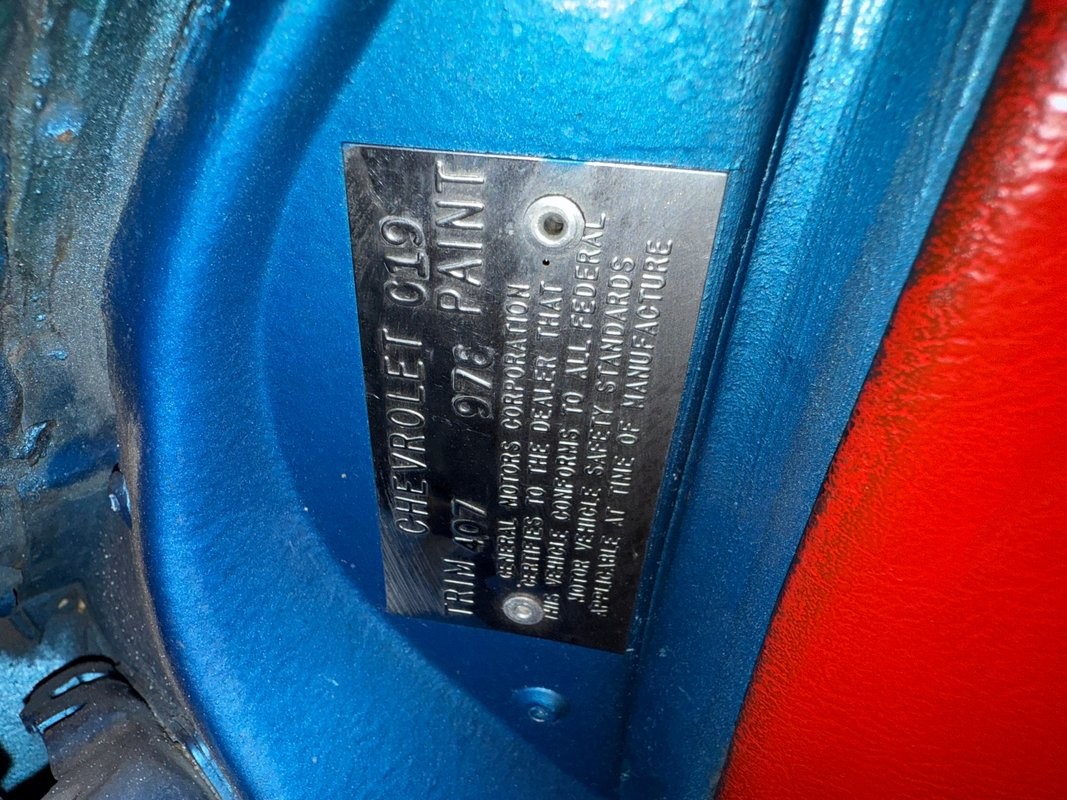 CHEVROLET C19
TRIM 407 976 PAINT
GENERAL MOTORS CORPORATION
CERTIFIES TO THE DEALER THAT
THIS VEHICLE CONFORMS TO ALL FEDERAL
MOTOR VEHICLE SAFETY STANDARDS
APPLICABLE AT TIME OF MANUFACTURE